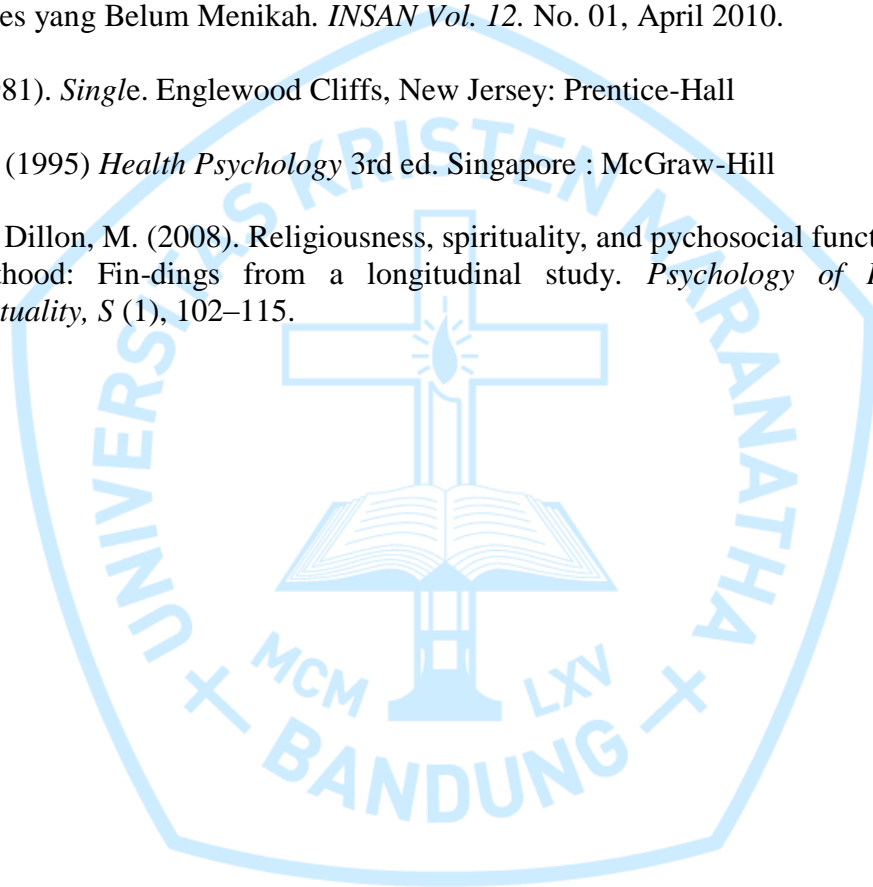 es yang Belum Menikah. INSAN Vol. 12. No. 01, April 2010.
81). Single. Englewood Cliffs, New Jersey: Prentice-Hall
(1995) Health Psychology 3rd ed. Singapore : McGraw-Hill
Dillon, M. (2008). Religiousness, spirituality, and pychosocial funct
hood: Fin-dings from a longitudinal study. Psychology of
tuality, S (1), 102–115.
UNIVERSITAS KRISTEN MARANATHA
MCM LXV
BANDUNG